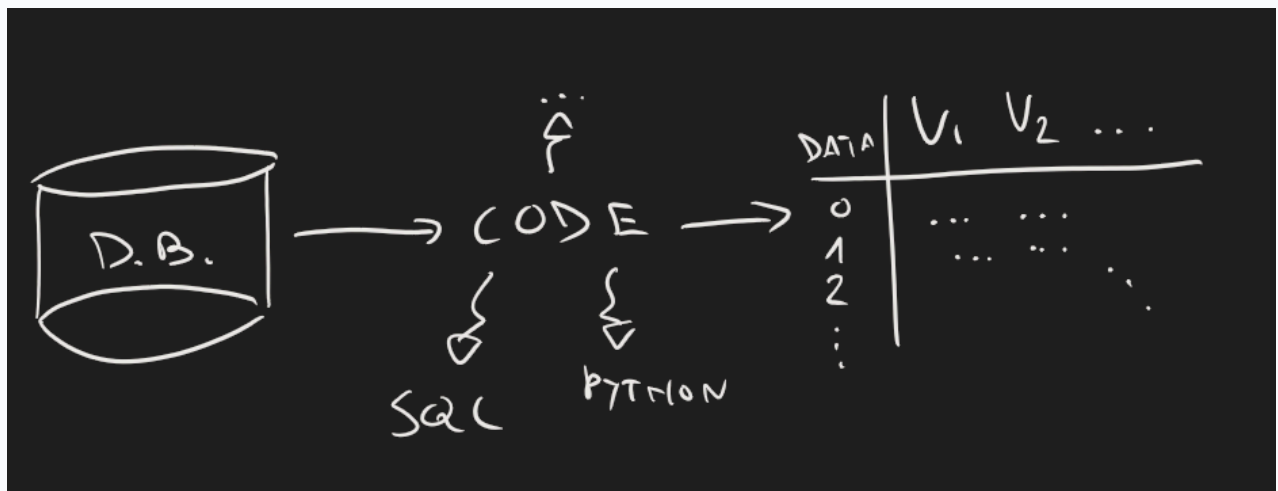 ...
DATA V1 V2 ...
D.B. CODE
0 ... ...
1 ... ...
2
SQL PYTHON